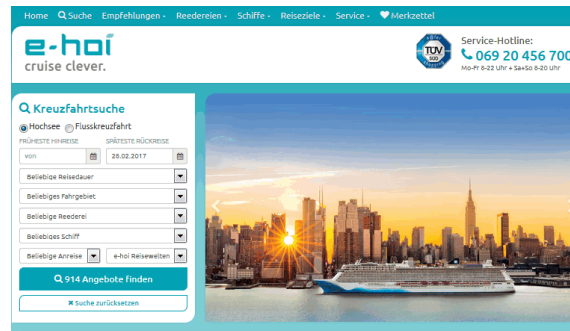 Home Suche Empfehlungen Reedereien Schiffe Reiseziele Service Merkzettel
e-hoi
cruise clever.
TÜV
SÜD
Service-Hotline:
069 20 456 700
Mo-Fr 8-22 Uhr + Sa+So 8-20 Uhr
Kreuzfahrtsuche
Hochsee Flusskreuzfahrt
FRÜHESTE HINREISE SPÄTESTE RÜCKREISE
von 28.02.2017
Beliebige Reisedauer
Beliebiges Fahrgebiet
Beliebige Reederei
Beliebiges Schiff
Beliebige Anreise e-hoi Reisewelten
914 Angebote finden
Suche zurücksetzen